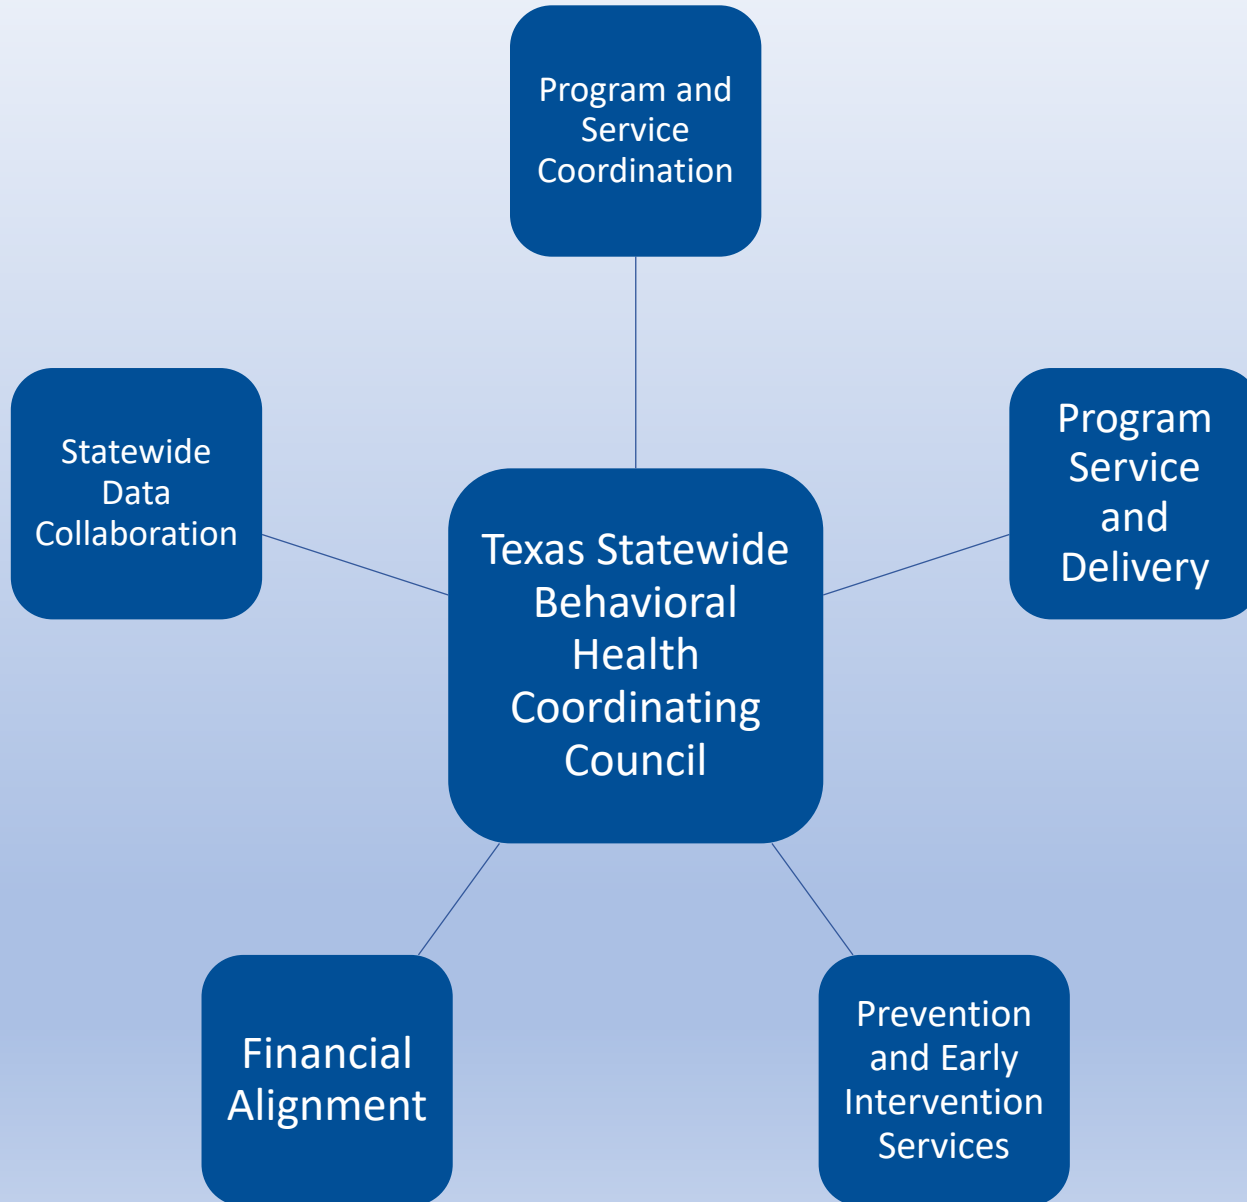 Program and
Service
Coordination
Statewide
Data
Collaboration
Program
Service
and
Delivery
Texas Statewide
Behavioral
Health
Coordinating
Council
Financial
Alignment
Prevention
and Early
Intervention
Services